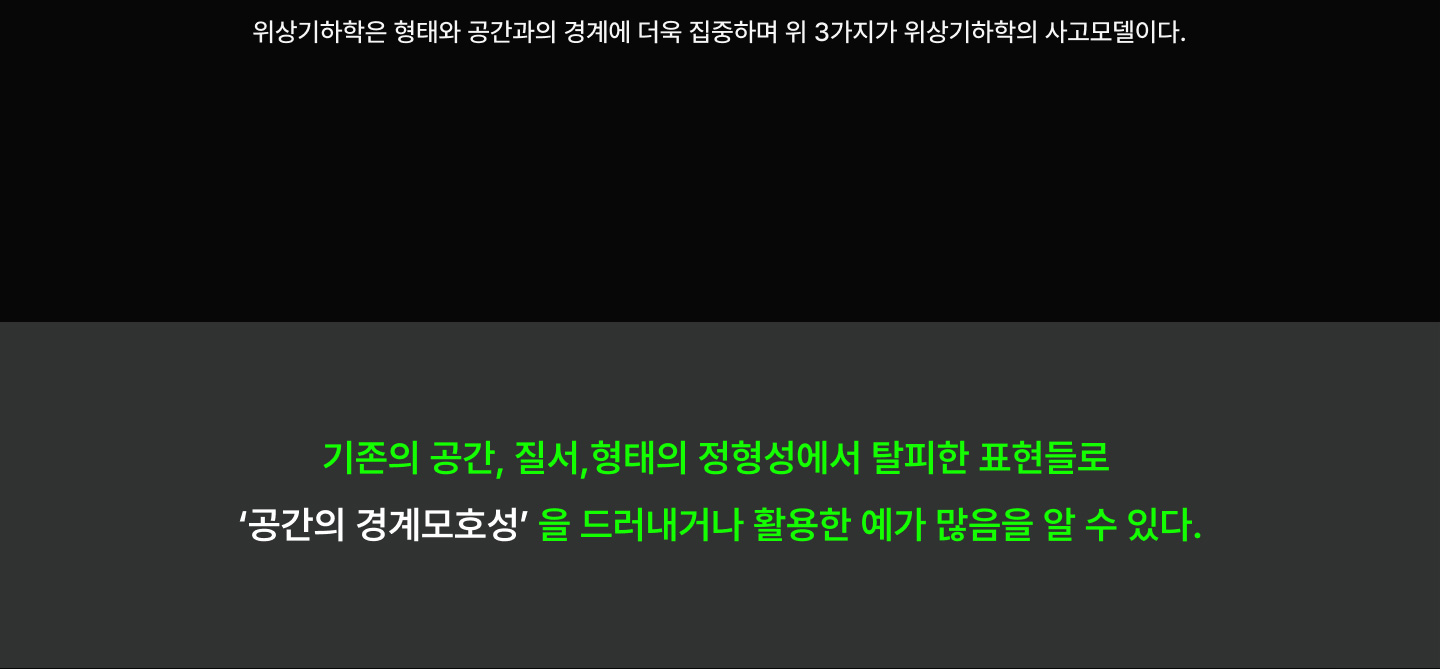 위상기하학은 형태와 공간과의 경계에 더욱 집중하며 위 3가지가 위상기하학의 사고모델이다.
기존의 공간, 질서,형태의 정형성에서 탈피한 표현들로
‘공간의 경계모호성’ 을 드러내거나 활용한 예가 많음을 알 수 있다.